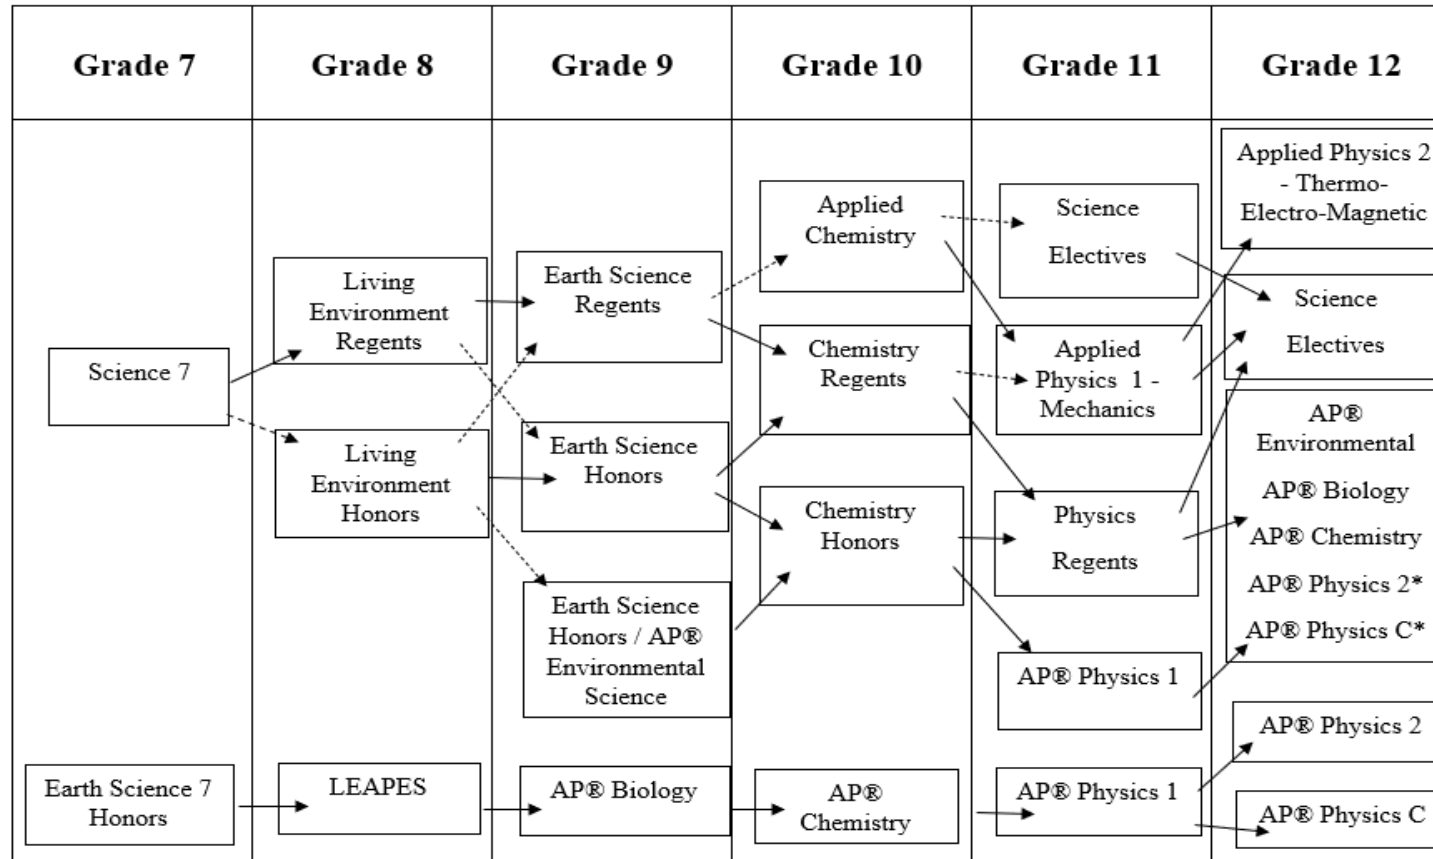 Grade 7
Grade 8
Grade 9
Grade 10
Grade 11
Grade 12
Science 7
Earth Science 7
Honors
Living
Environment
Regents
Living
Environment
Honors
LEAPES
Earth Science
Regents
Earth Science
Honors
Earth Science
Honors / AP®
Environmental
Science
AP® Biology
Applied
Chemistry
Chemistry
Regents
Chemistry
Honors
AP®
Chemistry
Science
Electives
Applied
Physics 1 -
Mechanics
Physics
Regents
AP® Physics 1
AP® Physics 1
Applied Physics 2
- Thermo-
Electro-Magnetic
Science
Electives
AP®
Environmental
AP® Biology
AP® Chemistry
AP® Physics 2*
AP® Physics C*
AP® Physics 2
AP® Physics C